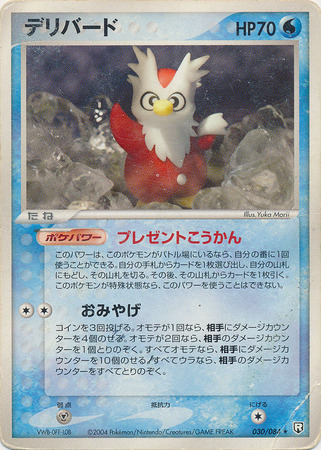 デリバード HP70
たね
Illus. Yuka Morii
ポケパワー プレゼントこうかん
このパワーは、このポケモンがバトル場にいるなら、自分の番に1回
使うことができる。自分の手札からカードを1枚選び出し、自分の山札
にもどし、その山札を切る。その後、自分の山札からカードを1枚引く。
このポケモンが特殊状態なら、このパワーを使うことはできない。
おみやげ
コインを3回投げる。オモテが1回なら、相手にダメージカウン
ターを4個のせる。オモテが2回なら、相手からダメージカウン
ターを1個とりのぞく。すべてオモテなら、相手にダメージカ
ウンターを10個のせる。すべてウラなら、相手のダメージカウンター
をすべてとりぞく。
弱点 抵抗力 にげる
©2004 Pokémon/Nintendo/Creatures/GAME FREAK
030/084 ★
R